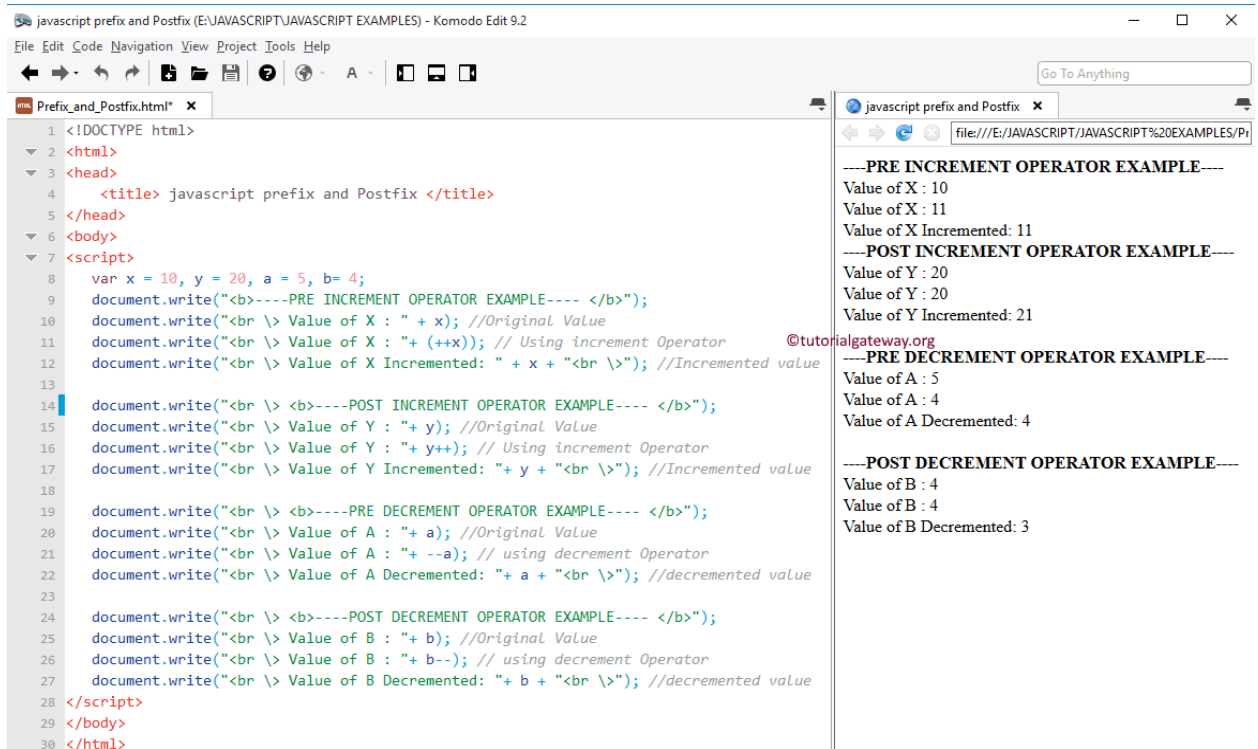 javascript prefix and Postfix (E:\JAVASCRIPT\JAVASCRIPT EXAMPLES) - Komodo Edit 9.2
File Edit Code Navigation View Project Tools Help
Go To Anything
Prefix_and_Postfix.html*
1 <!DOCTYPE html>
2 <html>
3 <head>
4 <title> javascript prefix and Postfix </title>
5 </head>
6 <body>
7 <script>
8 var x = 10, y = 20, a = 5, b= 4;
9 document.write("<b>----PRE INCREMENT OPERATOR EXAMPLE---- </b>");
10 document.write("<br \> Value of X : " + x); //Original Value
11 document.write("<br \> Value of X : "+ (++x)); // Using increment Operator
12 document.write("<br \> Value of X Incremented: " + x + "<br \>"); //Incremented value
13
14 document.write("<br \> <b>----POST INCREMENT OPERATOR EXAMPLE---- </b>");
15 document.write("<br \> Value of Y : "+ y); //Original Value
16 document.write("<br \> Value of Y : "+ y++); // Using increment Operator
17 document.write("<br \> Value of Y Incremented: "+ y + "<br \>"); //Incremented value
18
19 document.write("<br \> <b>----PRE DECREMENT OPERATOR EXAMPLE---- </b>");
20 document.write("<br \> Value of A : "+ a); //Original Value
21 document.write("<br \> Value of A : "+ --a); // using decrement Operator
22 document.write("<br \> Value of A Decremented: "+ a + "<br \>"); //decremented value
23
24 document.write("<br \> <b>----POST DECREMENT OPERATOR EXAMPLE---- </b>");
25 document.write("<br \> Value of B : "+ b); //Original Value
26 document.write("<br \> Value of B : "+ b--); // using decrement Operator
27 document.write("<br \> Value of B Decremented: "+ b + "<br \>"); //decremented value
28 </script>
29 </body>
30 </html>
javascript prefix and Postfix
file:///E:/JAVASCRIPT/JAVASCRIPT%20EXAMPLES/Pr
----PRE INCREMENT OPERATOR EXAMPLE----
Value of X : 10
Value of X : 11
Value of X Incremented: 11
----POST INCREMENT OPERATOR EXAMPLE----
Value of Y : 20
Value of Y : 20
Value of Y Incremented: 21
©tutorialgateway.org
----PRE DECREMENT OPERATOR EXAMPLE----
Value of A : 5
Value of A : 4
Value of A Decremented: 4
----POST DECREMENT OPERATOR EXAMPLE----
Value of B : 4
Value of B : 4
Value of B Decremented: 3